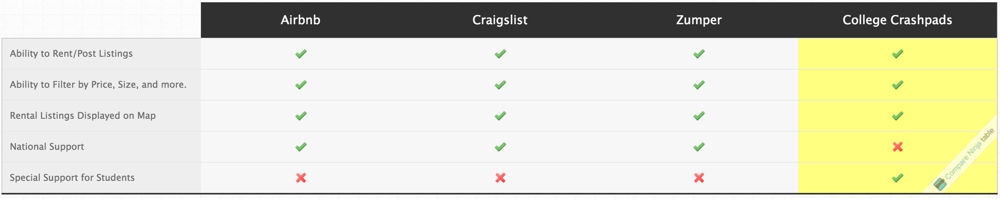 Airbnb Craigslist Zumper College Crashpads
Ability to Rent/Post Listings
Ability to Filter by Price, Size, and more.
Rental Listings Displayed on Map
National Support
Special Support for Students
Compare Ninja table